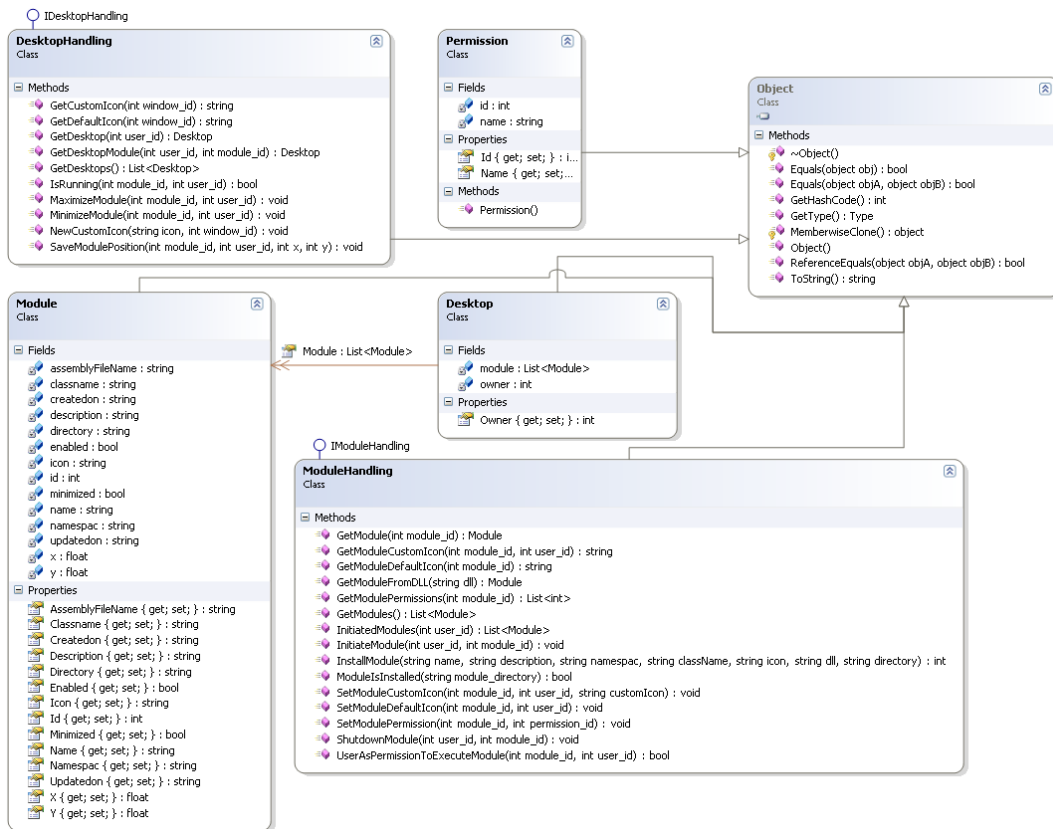 IDesktopHandling
DesktopHandling
Class
Methods
GetCustomIcon(int window_id) : string
GetDefaultIcon(int window_id) : string
GetDesktop(int user_id) : Desktop
GetDesktopModule(int user_id, int module_id) : Desktop
GetDesktops() : List<Desktop>
IsRunning(int module_id, int user_id) : bool
MaximizeModule(int module_id, int user_id) : void
MinimizeModule(int module_id, int user_id) : void
NewCustomIcon(string icon, int window_id) : void
SaveModulePosition(int module_id, int user_id, int x, int y) : void
Permission
Class
Fields
id : int
name : string
Properties
Id { get; set; } : i...
Name { get; set;...
Methods
Permission()
Object
Class
Methods
~Object()
Equals(object obj) : bool
Equals(object objA, object objB) : bool
GetHashCode() : int
GetType() : Type
MemberwiseClone() : object
Object()
ReferenceEquals(object objA, object objB) : bool
ToString() : string
Module
Class
Fields
assemblyFileName : string
classname : string
createdon : string
description : string
directory : string
enabled : bool
icon : string
id : int
minimized : bool
name : string
namespac : string
updatedon : string
x : float
y : float
Properties
AssemblyFileName { get; set; } : string
Classname { get; set; } : string
Createdon { get; set; } : string
Description { get; set; } : string
Directory { get; set; } : string
Enabled { get; set; } : bool
Icon { get; set; } : string
Id { get; set; } : int
Minimized { get; set; } : bool
Name { get; set; } : string
Namespac { get; set; } : string
Updatedon { get; set; } : string
X { get; set; } : float
Y { get; set; } : float
Module : List<Module>
Desktop
Class
Fields
module : List<Module>
owner : int
Properties
Owner { get; set; } : int
IModuleHandling
ModuleHandling
Class
Methods
GetModule(int module_id) : Module
GetModuleCustomIcon(int module_id, int user_id) : string
GetModuleDefaultIcon(int module_id) : string
GetModuleFromDLL(string dll) : Module
GetModulePermissions(int module_id) : List<int>
GetModules() : List<Module>
InitiatedModules(int user_id) : List<Module>
InitiateModule(int user_id, int module_id) : void
InstallModule(string name, string description, string namespac, string className, string icon, string dll, string directory) : int
ModuleIsInstalled(string module_directory) : bool
SetModuleCustomIcon(int module_id, int user_id, string customIcon) : void
SetModuleDefaultIcon(int module_id, int user_id) : void
SetModulePermission(int module_id, int permission_id) : void
ShutdownModule(int user_id, int module_id) : void
UserAsPermissionToExecuteModule(int module_id, int user_id) : bool